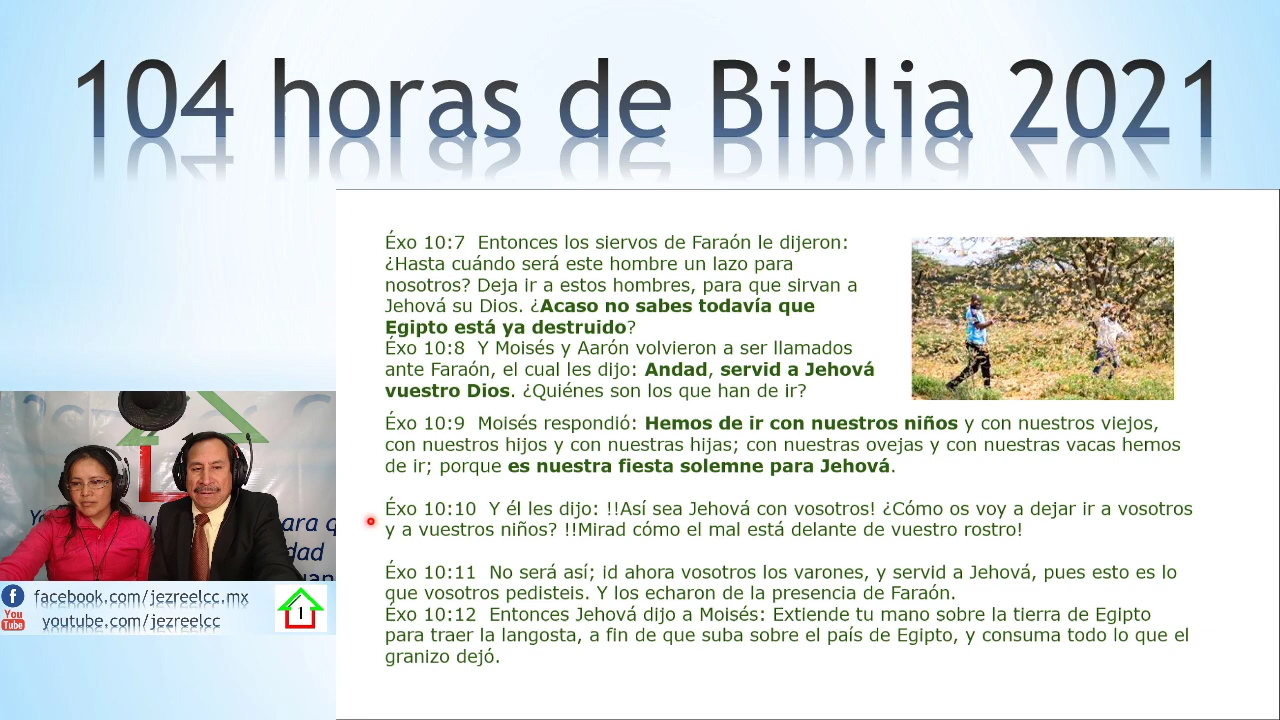 104 horas de Biblia 2021
Éxo 10:7  Entonces los siervos de Faraón le dijeron:
¿Hasta cuándo será este hombre un lazo para
nosotros? Deja ir a estos hombres, para que sirvan a
Jehová su Dios. ¿Acaso no sabes todavía que
Egipto está ya destruido?
Éxo 10:8  Y Moisés y Aarón volvieron a ser llamados
ante Faraón, el cual les dijo: Andad, servid a Jehová
vuestro Dios. ¿Quiénes son los que han de ir?
Éxo 10:9  Moisés respondió: Hemos de ir con nuestros niños y con nuestros viejos,
con nuestros hijos y con nuestras hijas; con nuestras ovejas y con nuestras vacas hemos
de ir; porque es nuestra fiesta solemne para Jehová.
Éxo 10:10  Y él les dijo: !!Así sea Jehová con vosotros! ¿Cómo os voy a dejar ir a vosotros
y a vuestros niños? !!Mirad cómo el mal está delante de vuestro rostro!
Éxo 10:11  No será así; id ahora vosotros los varones, y servid a Jehová, pues esto es lo
que vosotros pedisteis. Y los echaron de la presencia de Faraón.
Éxo 10:12  Entonces Jehová dijo a Moisés: Extiende tu mano sobre la tierra de Egipto
para traer la langosta, a fin de que suba sobre el país de Egipto, y consuma todo lo que el
granizo dejó.
facebook.com/jezreelcc.mx
You
Tube
youtube.com/jezreelcc